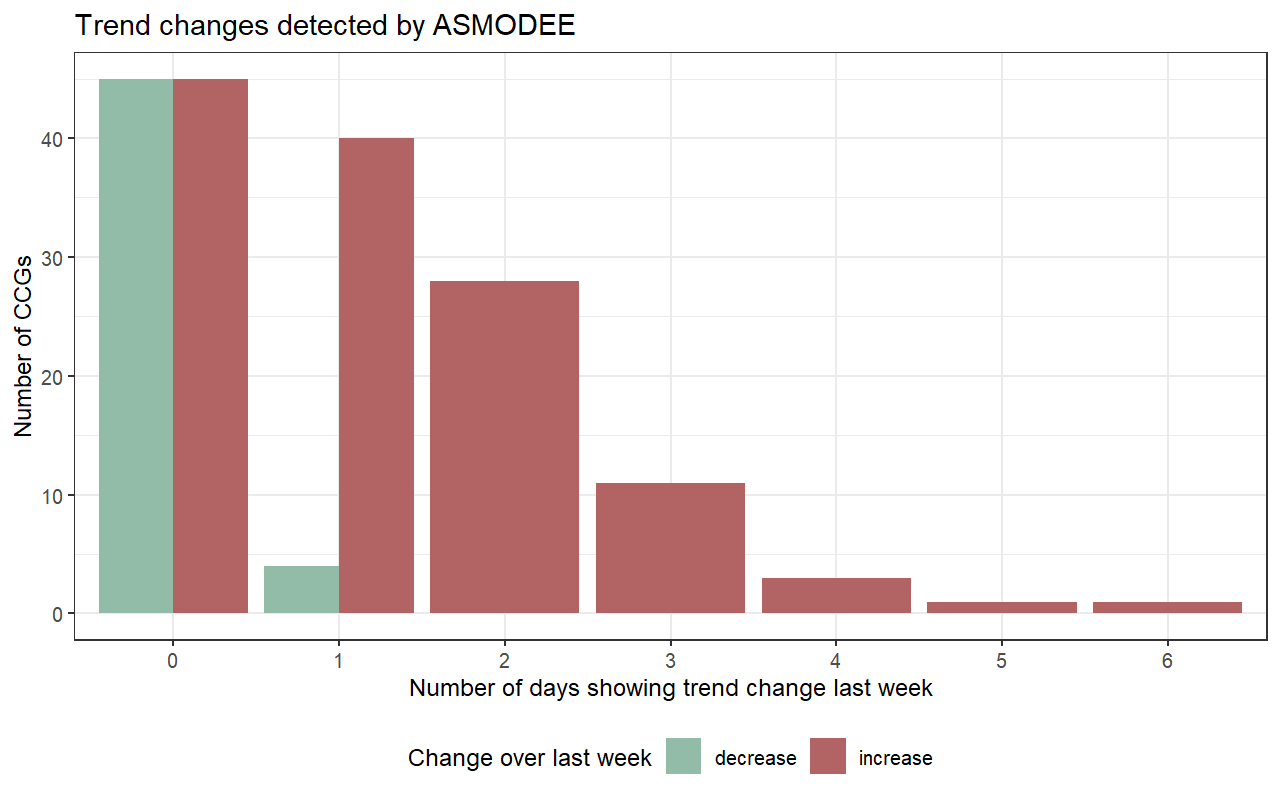 Trend changes detected by ASMODEE
Number of CCGs
40
30
20
10
0
0 1 2 3 4 5 6
Number of days showing trend change last week
Change over last week decrease increase